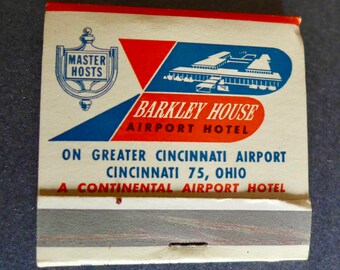 MASTER
HOSTS
BARKLEY HOUSE
AIRPORT HOTEL
ON GREATER CINCINNATI AIRPORT
CINCINNATI 75, OHIO
A CONTINENTAL AIRPORT HOTEL